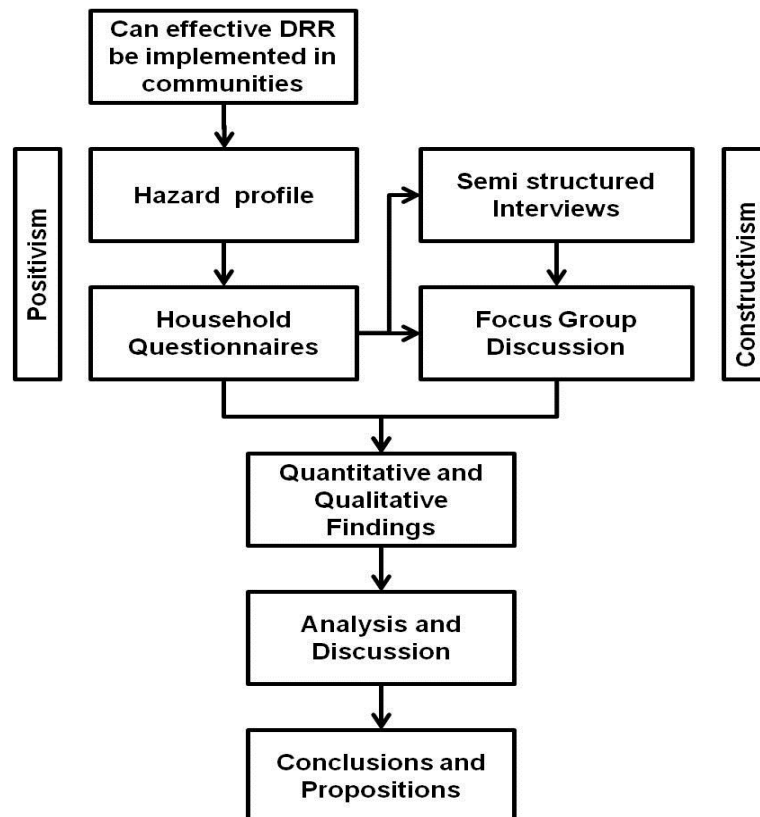 Can effective DRR
be implemented in
communities
Positivism
Hazard profile
Semi structured
Interviews
Constructivism
Household
Questionnaires
Focus Group
Discussion
Quantitative and
Qualitative
Findings
Analysis and
Discussion
Conclusions and
Propositions